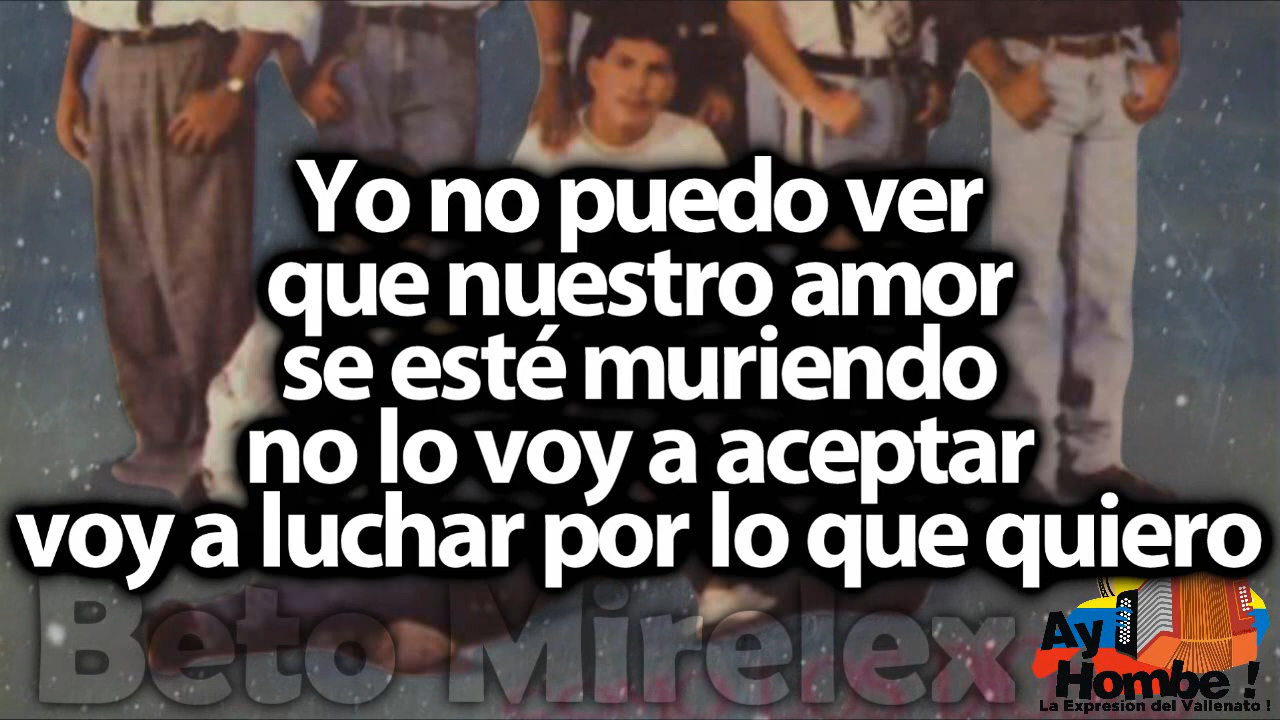 Yo no puedo ver
que nuestro amor
se esté muriendo
no lo voy a aceptar
voy a luchar por lo que quiero
Beto Mirelex
Ay
Hombe !
La Expresion del Vallenato !